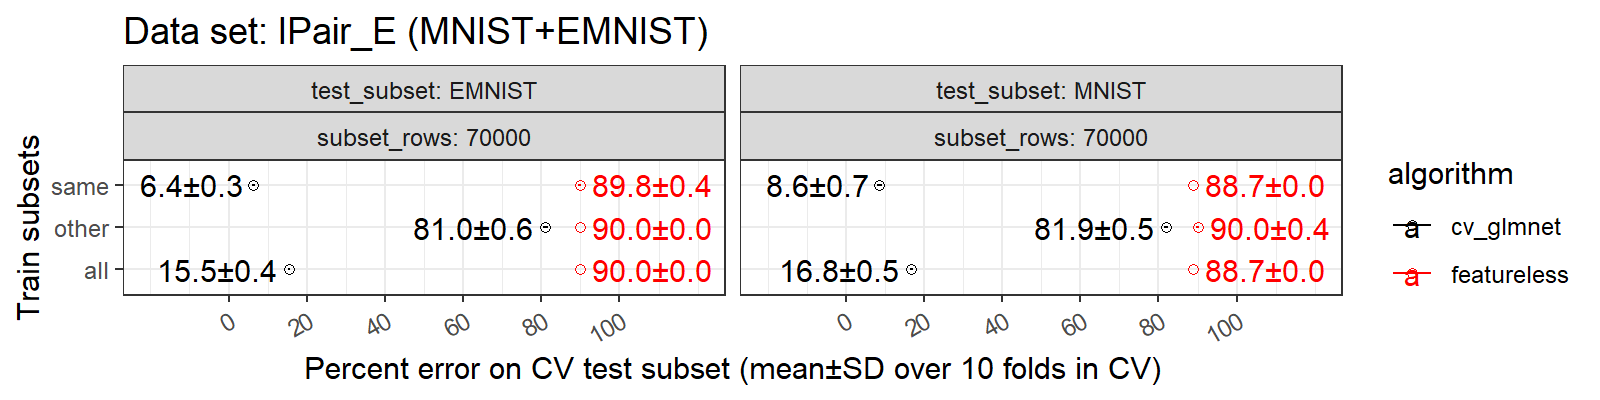 Data set: IPair_E (MNIST+EMNIST)
test_subset: EMNIST
test_subset: MNIST
subset_rows: 70000
subset_rows: 70000
Train subsets
same
other
all
6.4±0.3
89.8±0.4
81.0±0.6
90.0±0.0
15.5±0.4
90.0±0.0
8.6±0.7
88.7±0.0
81.9±0.5
90.0±0.4
16.8±0.5
88.7±0.0
0 20 40 60 80 100
0 20 40 60 80 100
Percent error on CV test subset (mean±SD over 10 folds in CV)
algorithm
a cv_glmnet
a featureless